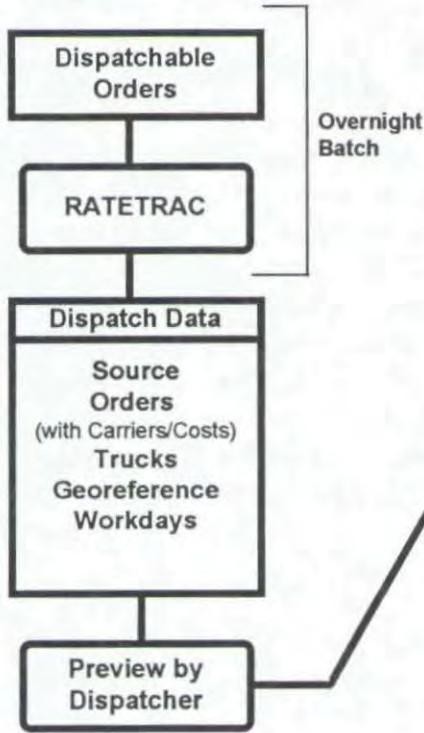 Dispatchable
Orders
Overnight
Batch
RATETRAC
Dispatch Data
Source
Orders
(with Carriers/Costs)
Trucks
Georeference
Workdays
Preview by
Dispatcher